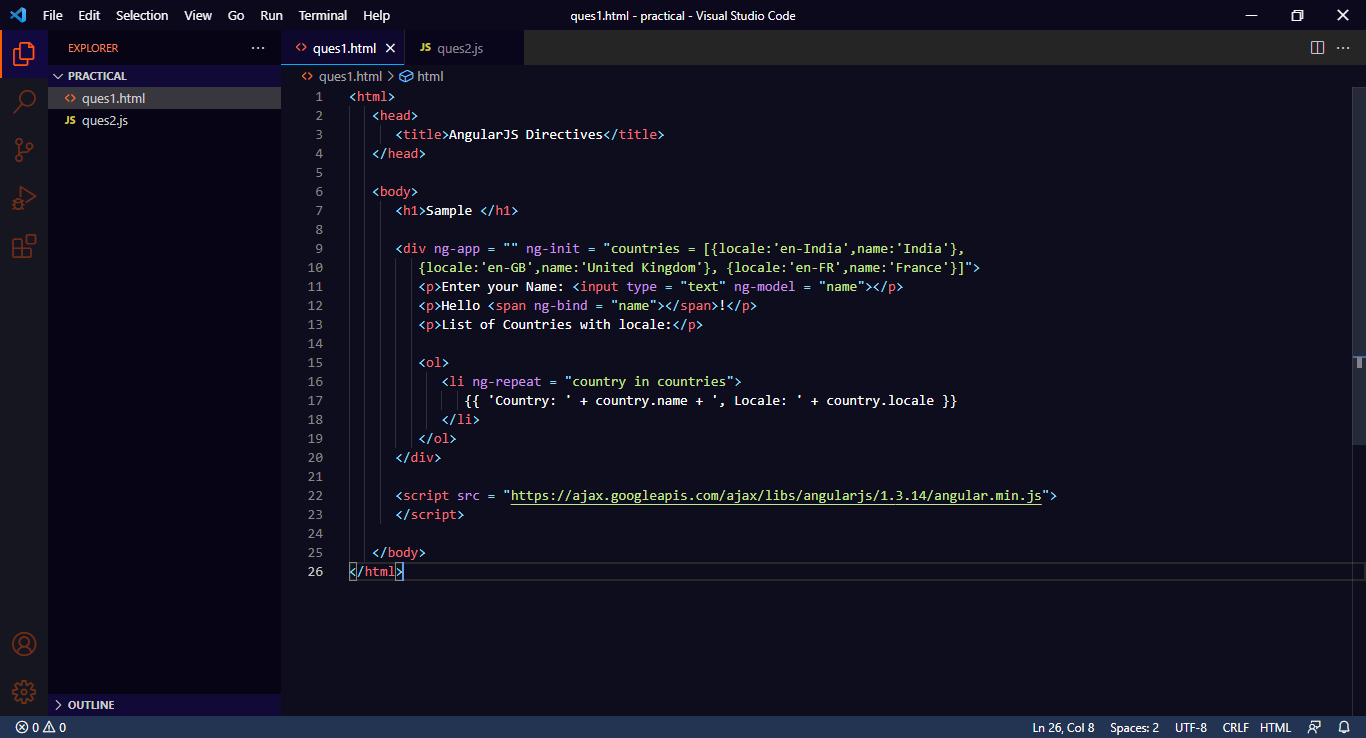 File Edit Selection View Go Run Terminal Help ques1.html - practical - Visual Studio Code
EXPLORER ···
PRACTICAL
<> ques1.html
JS ques2.js
OUTLINE
<> ques1.html × JS ques2.js ···
<> ques1.html > html
1 <html>
2 <head>
3 <title>AngularJS Directives</title>
4 </head>
5
6 <body>
7 <h1>Sample </h1>
8
9 <div ng-app = "" ng-init = "countries = [{locale:'en-India',name:'India'},
10 {locale:'en-GB',name:'United Kingdom'}, {locale:'en-FR',name:'France'}]">
11 <p>Enter your Name: <input type = "text" ng-model = "name"></p>
12 <p>Hello <span ng-bind = "name"></span>!</p>
13 <p>List of Countries with locale:</p>
14
15 <ol>
16 <li ng-repeat = "country in countries">
17 {{ 'Country: ' + country.name + ', Locale: ' + country.locale }}
18 </li>
19 </ol>
20 </div>
21
22 <script src = "https://ajax.googleapis.com/ajax/libs/angularjs/1.3.14/angular.min.js">
23 </script>
24
25 </body>
26 </html>
0 0 Ln 26, Col 8 Spaces: 2 UTF-8 CRLF HTML